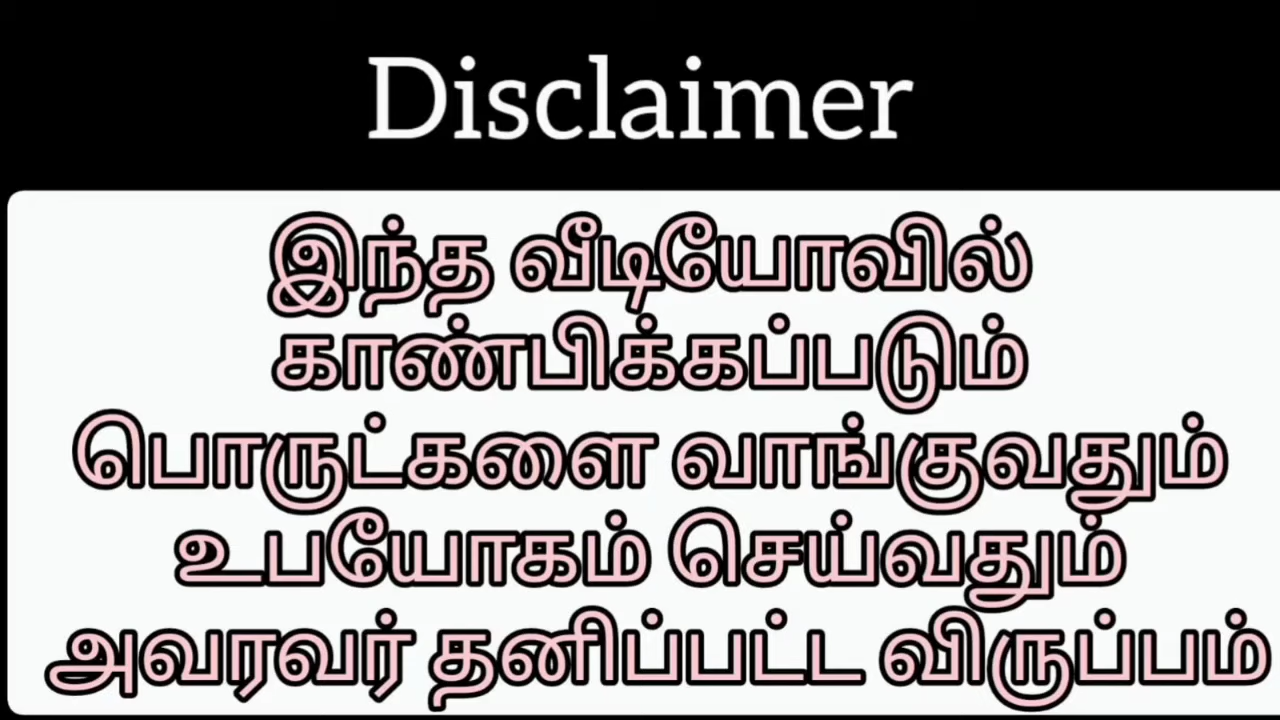 Disclaimer
இந்த வீடியோவில்
காண்பிக்கப்படும்
பொருட்களை வாங்குவதும்
உபயோகம் செய்வதும்
அவரவர் தனிப்பட்ட விருப்பம்